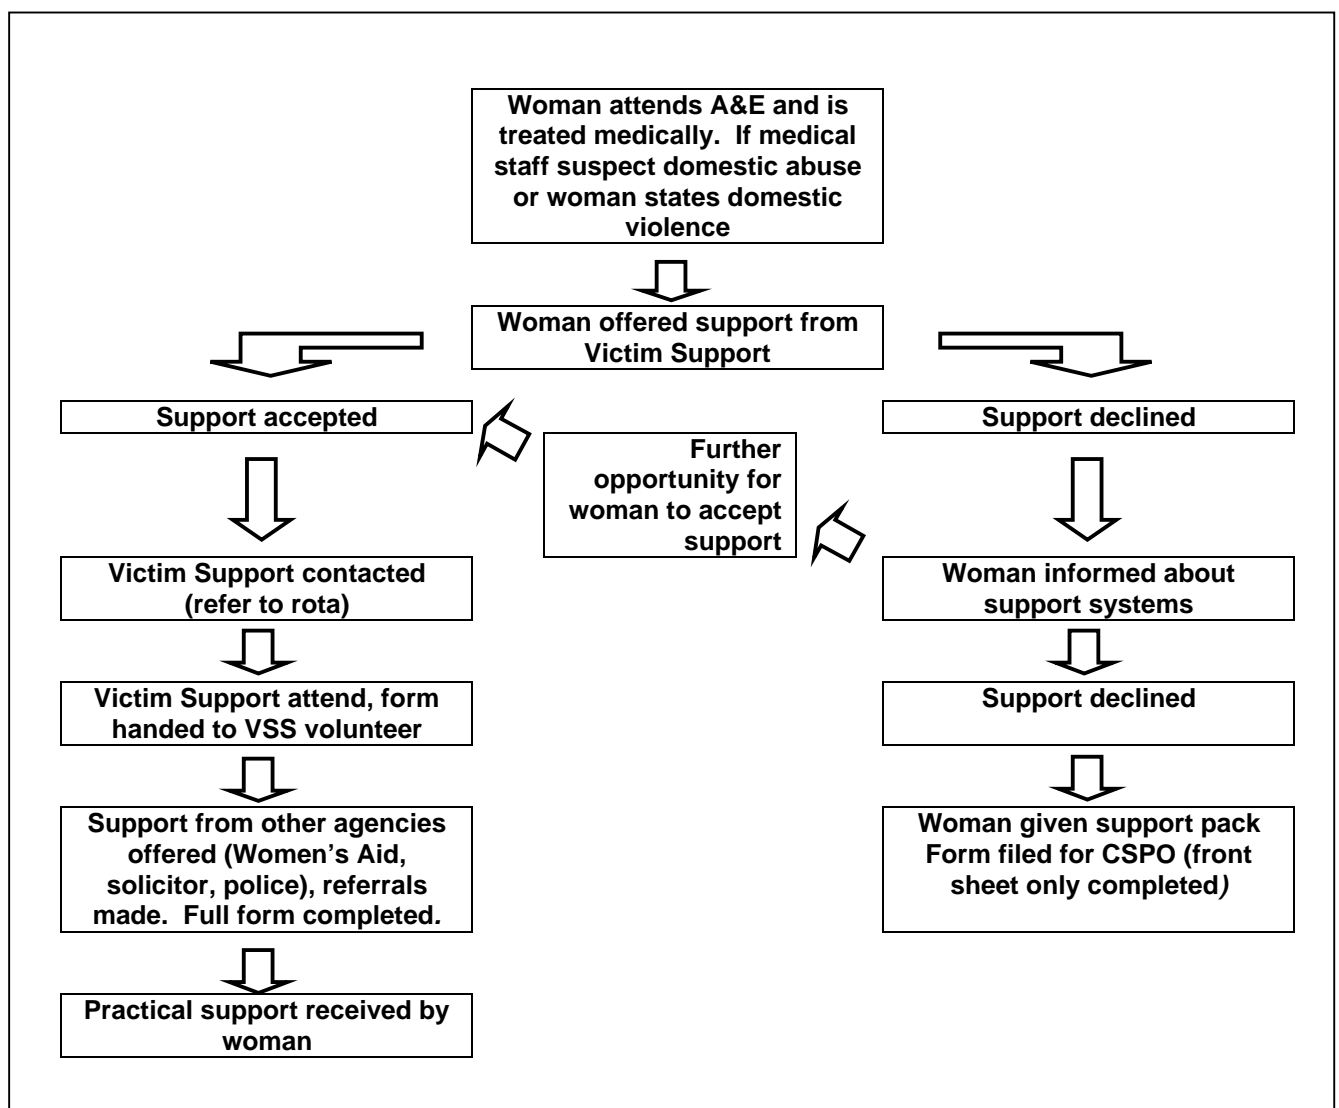 Woman attends A&E and is
treated medically.  If medical
staff suspect domestic abuse
or woman states domestic
violence
Woman offered support from
Victim Support
Support accepted
Support declined
Further
opportunity for
woman to accept
support
Victim Support contacted
(refer to rota)
Woman informed about
support systems
Victim Support attend, form
handed to VSS volunteer
Support declined
Support from other agencies
offered (Women’s Aid,
solicitor, police), referrals
made.  Full form completed.
Woman given support pack
Form filed for CSPO (front
sheet only completed)
Practical support received by
woman